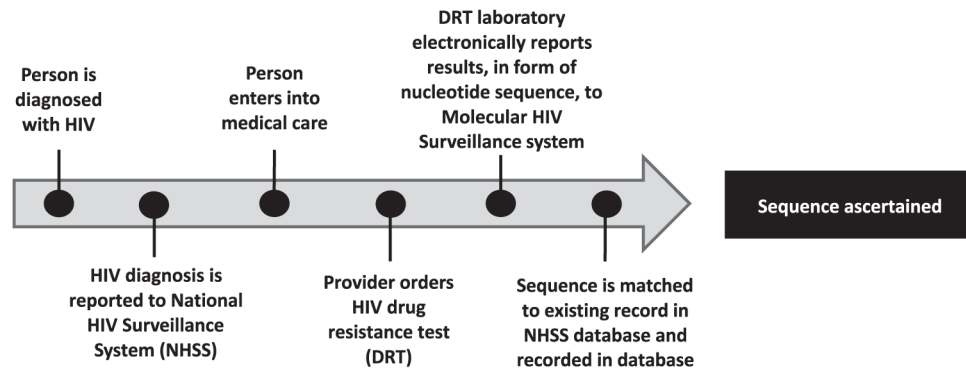 Person is
diagnosed
with HIV
HIV diagnosis is
reported to National
HIV Surveillance
System (NHSS)
Person
enters into
medical care
Provider orders
HIV drug
resistance test
(DRT)
DRT laboratory
electronically reports
results, in form of
nucleotide sequence, to
Molecular HIV
Surveillance system
Sequence is matched
to existing record in
NHSS database and
recorded in database
Sequence ascertained